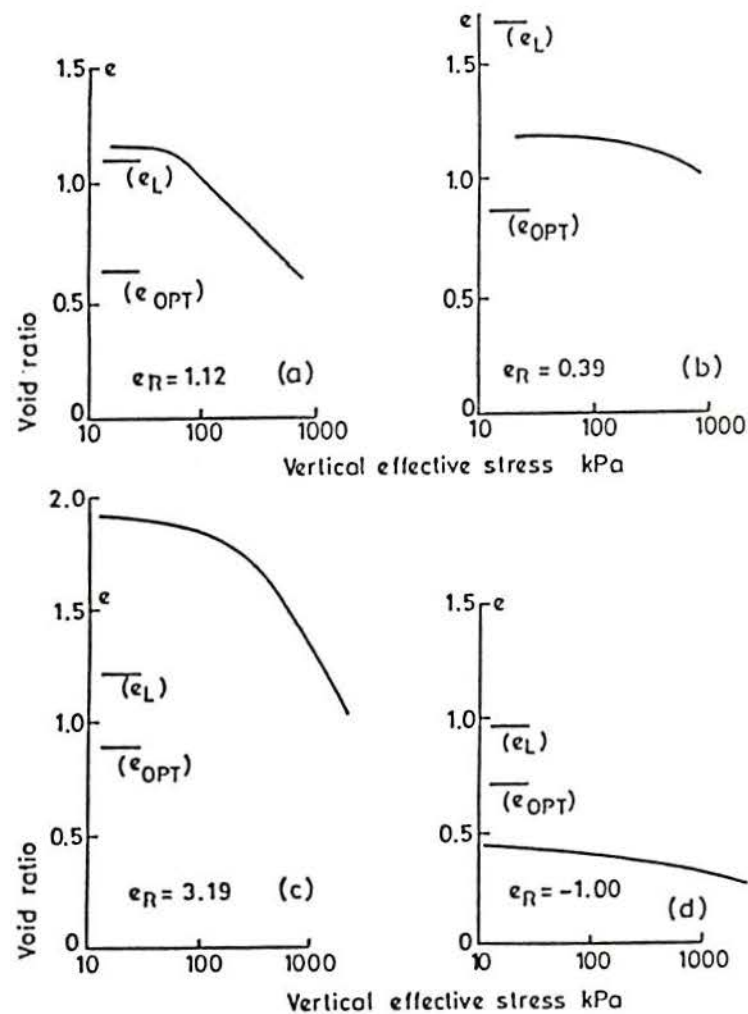 e
1.5
(e_L)
1.0
(e_OPT)
0.5
e_R = 1.12 (a)
0
10 100 1000
Void ratio
e
(e_L)
1.5
1.0
(e_OPT)
0.5
e_R = 0.39 (b)
0
10 100 1000
Vertical effective stress kPa
2.0
e
1.5
(e_L)
1.0
(e_OPT)
0.5
e_R = 3.19 (c)
0
10 100 1000
Void ratio
1.5 e
1.0
(e_L)
(e_OPT)
0.5
e_R = -1.00
(d)
0
10 100 1000
Vertical effective stress kPa